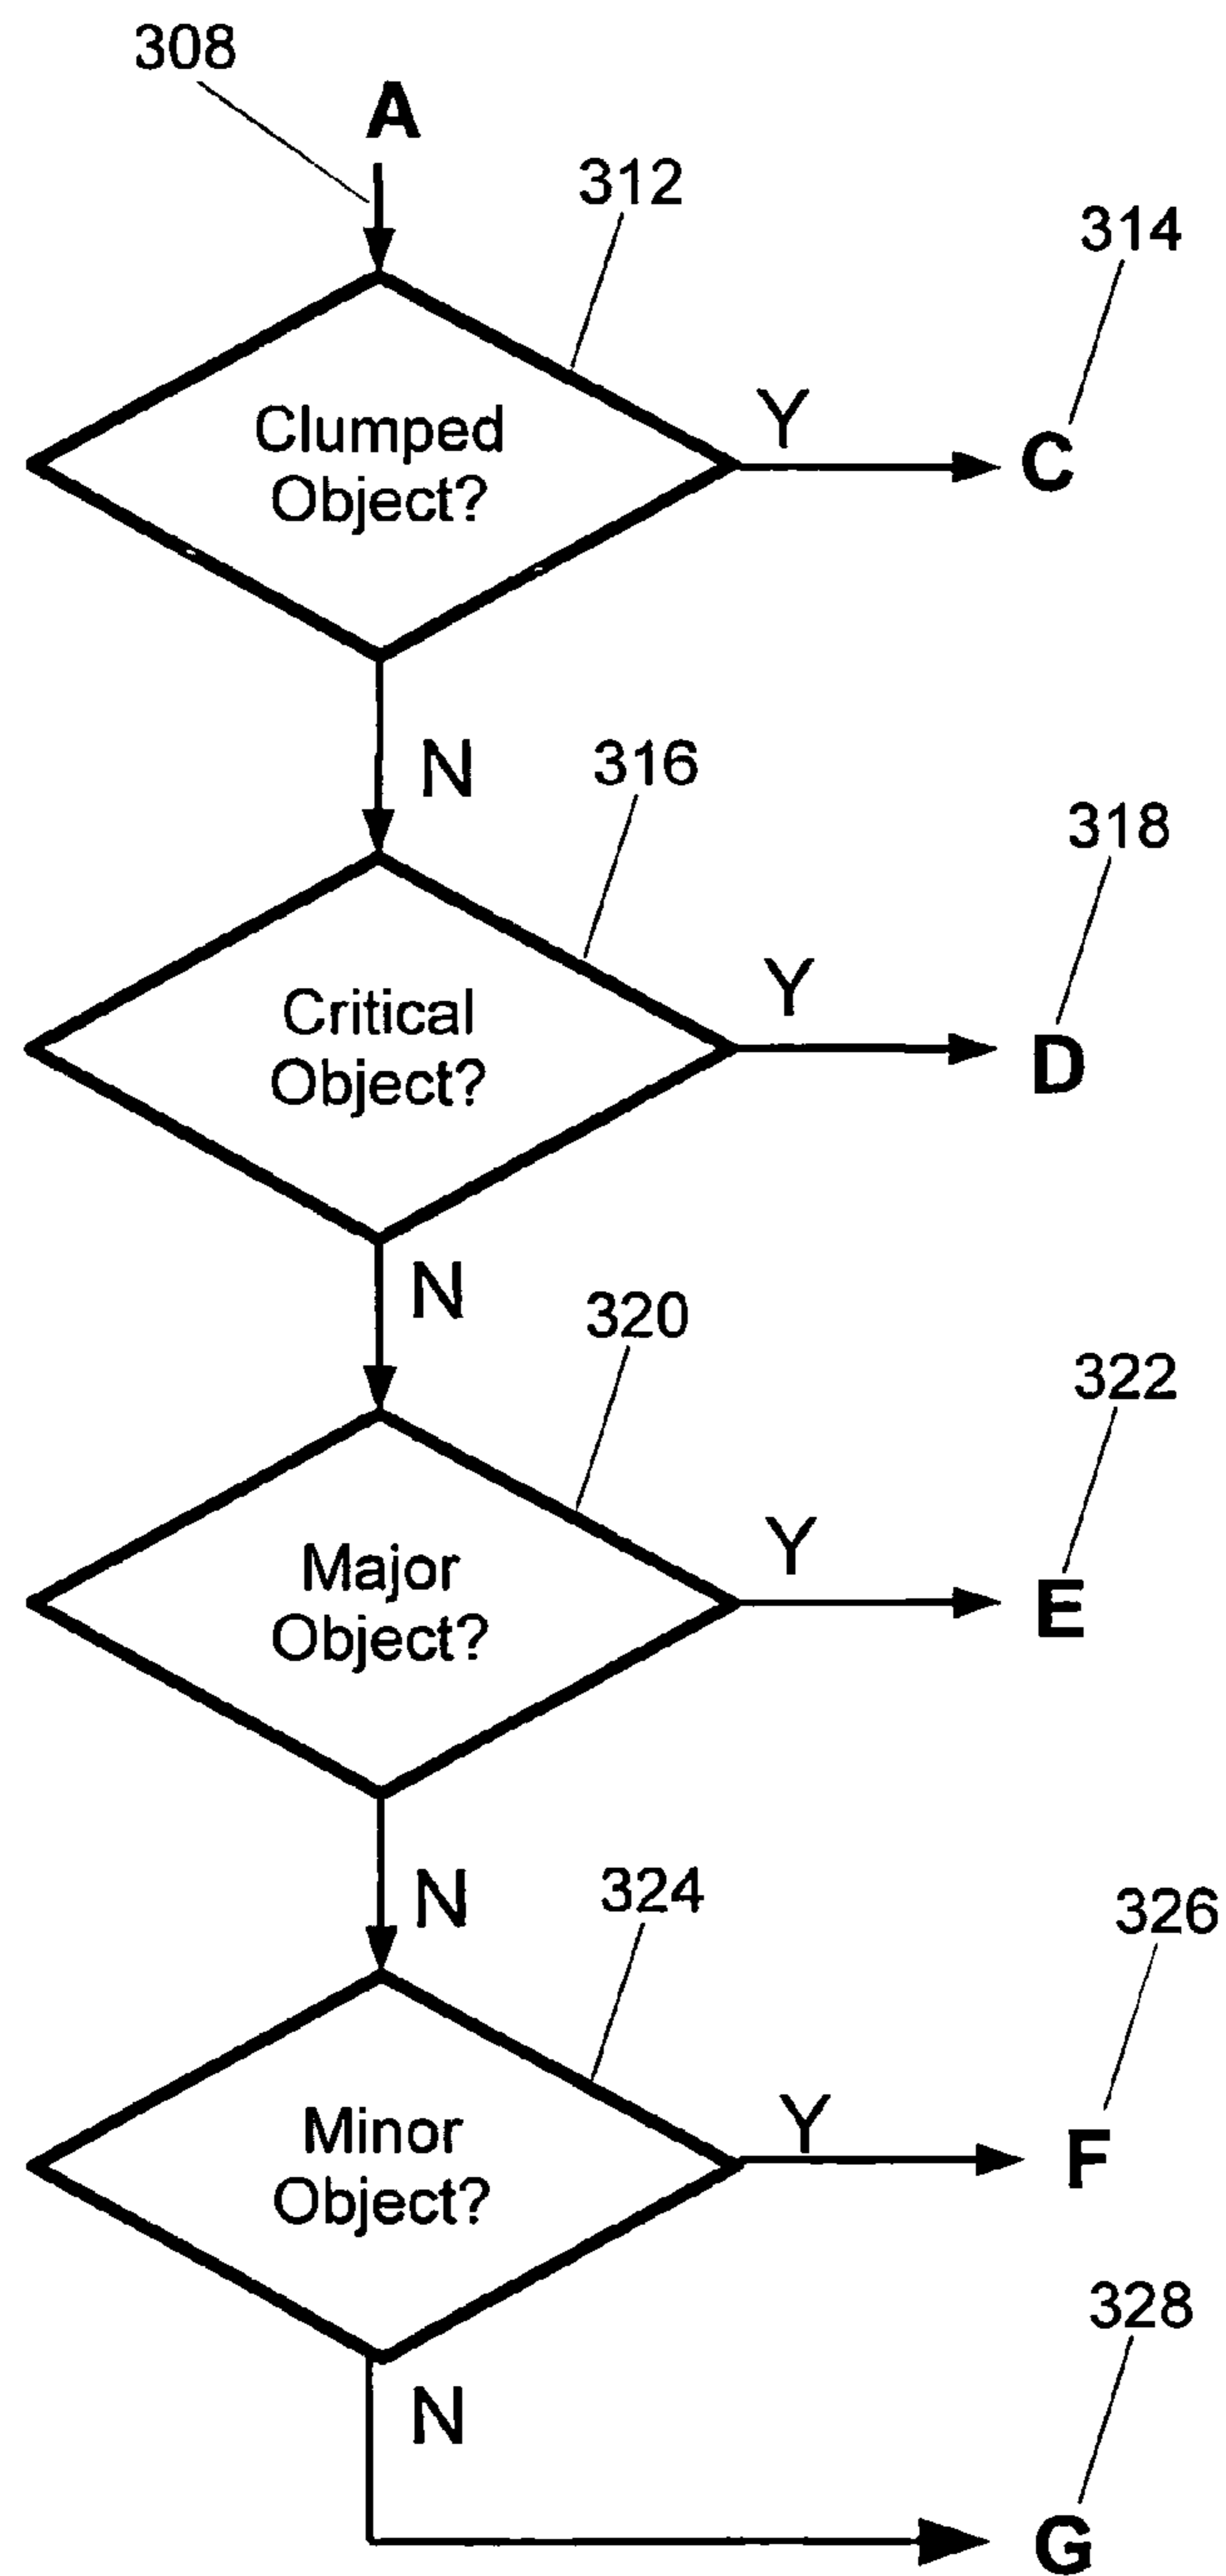 308
A
312
314
Clumped
Object?
Y
C
N
316
318
Critical
Object?
Y
D
N
320
322
Major
Object?
Y
E
N
324
326
Minor
Object?
Y
F
328
N
G